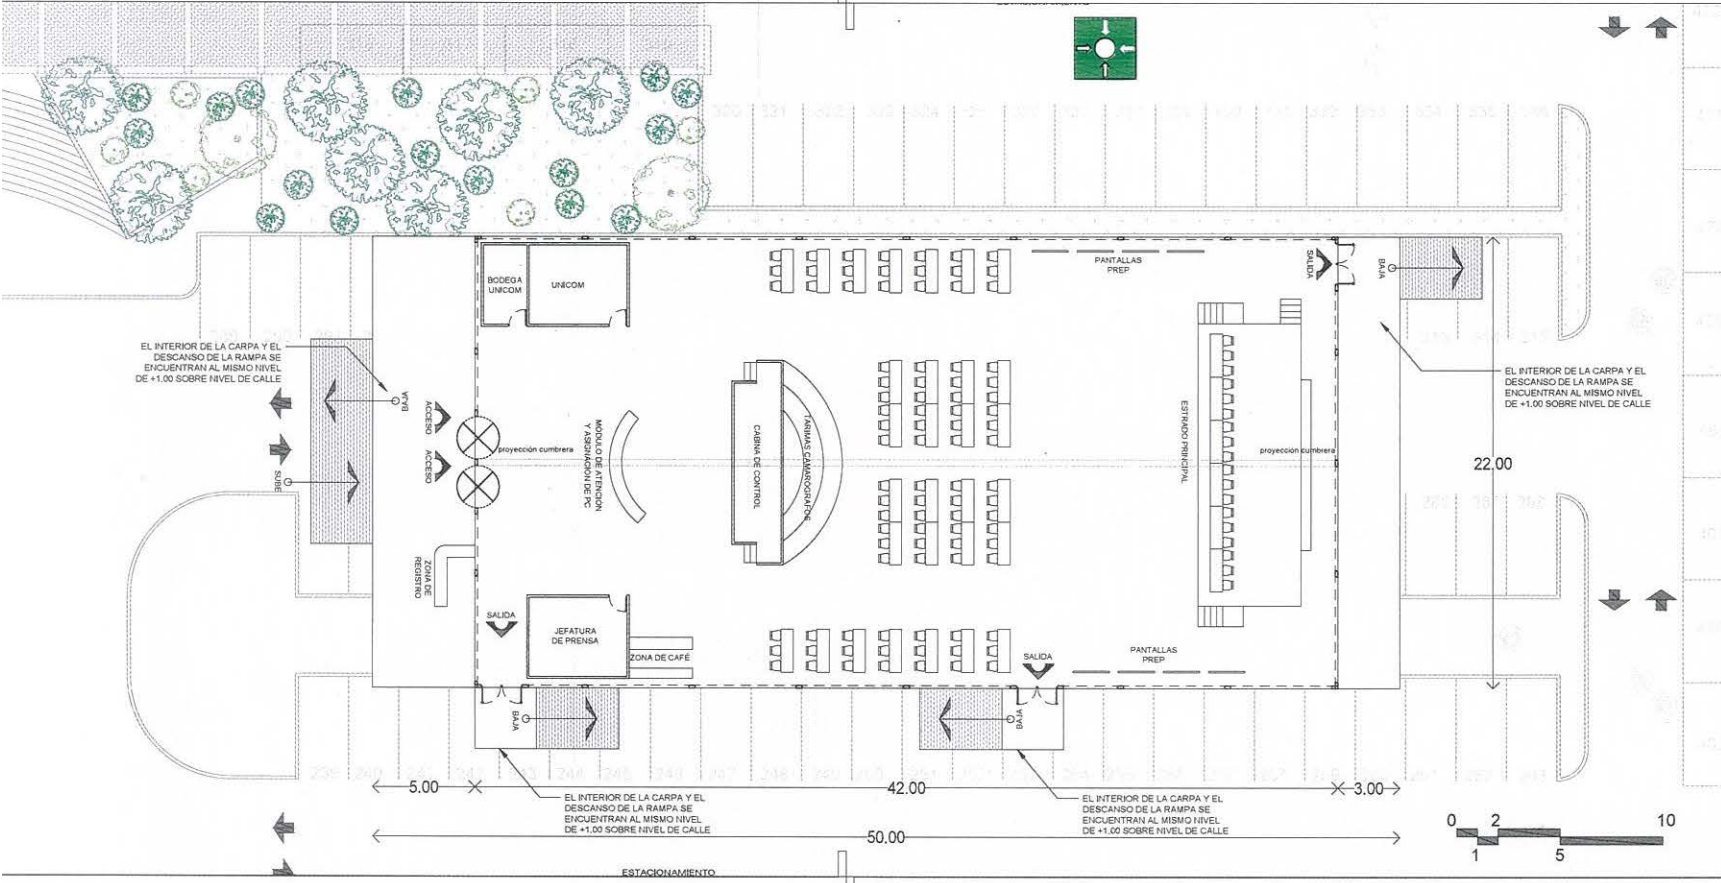 BODEGA
UNICOM
UNICOM
PANTALLAS
PREP
SALIDA
BAJA
EL INTERIOR DE LA CARPA Y EL
DESCANSO DE LA RAMPA SE
ENCUENTRAN AL MISMO NIVEL
DE +1.00 SOBRE NIVEL DE CALLE
BAJA
ACCESO
ACCESO
SUBE
proyección cumbrera
MÓDULO DE ATENCIÓN
Y ASINACIÓN DE PC
CABINA DE CONTROL
TARIMAS CAMARÓGRAFOS
ESTRADO PRINCIPAL
proyección cumbrera
EL INTERIOR DE LA CARPA Y EL
DESCANSO DE LA RAMPA SE
ENCUENTRAN AL MISMO NIVEL
DE +1.00 SOBRE NIVEL DE CALLE
22.00
ZONA DE
REGISTRO
SALIDA
JEFATURA
DE PRENSA
ZONA DE CAFÉ
SALIDA
PANTALLAS
PREP
BAJA
BAJA
5.00
42.00
3.00
EL INTERIOR DE LA CARPA Y EL
DESCANSO DE LA RAMPA SE
ENCUENTRAN AL MISMO NIVEL
DE +1.00 SOBRE NIVEL DE CALLE
EL INTERIOR DE LA CARPA Y EL
DESCANSO DE LA RAMPA SE
ENCUENTRAN AL MISMO NIVEL
DE +1.00 SOBRE NIVEL DE CALLE
50.00
0 2 10
1 5
ESTACIONAMIENTO